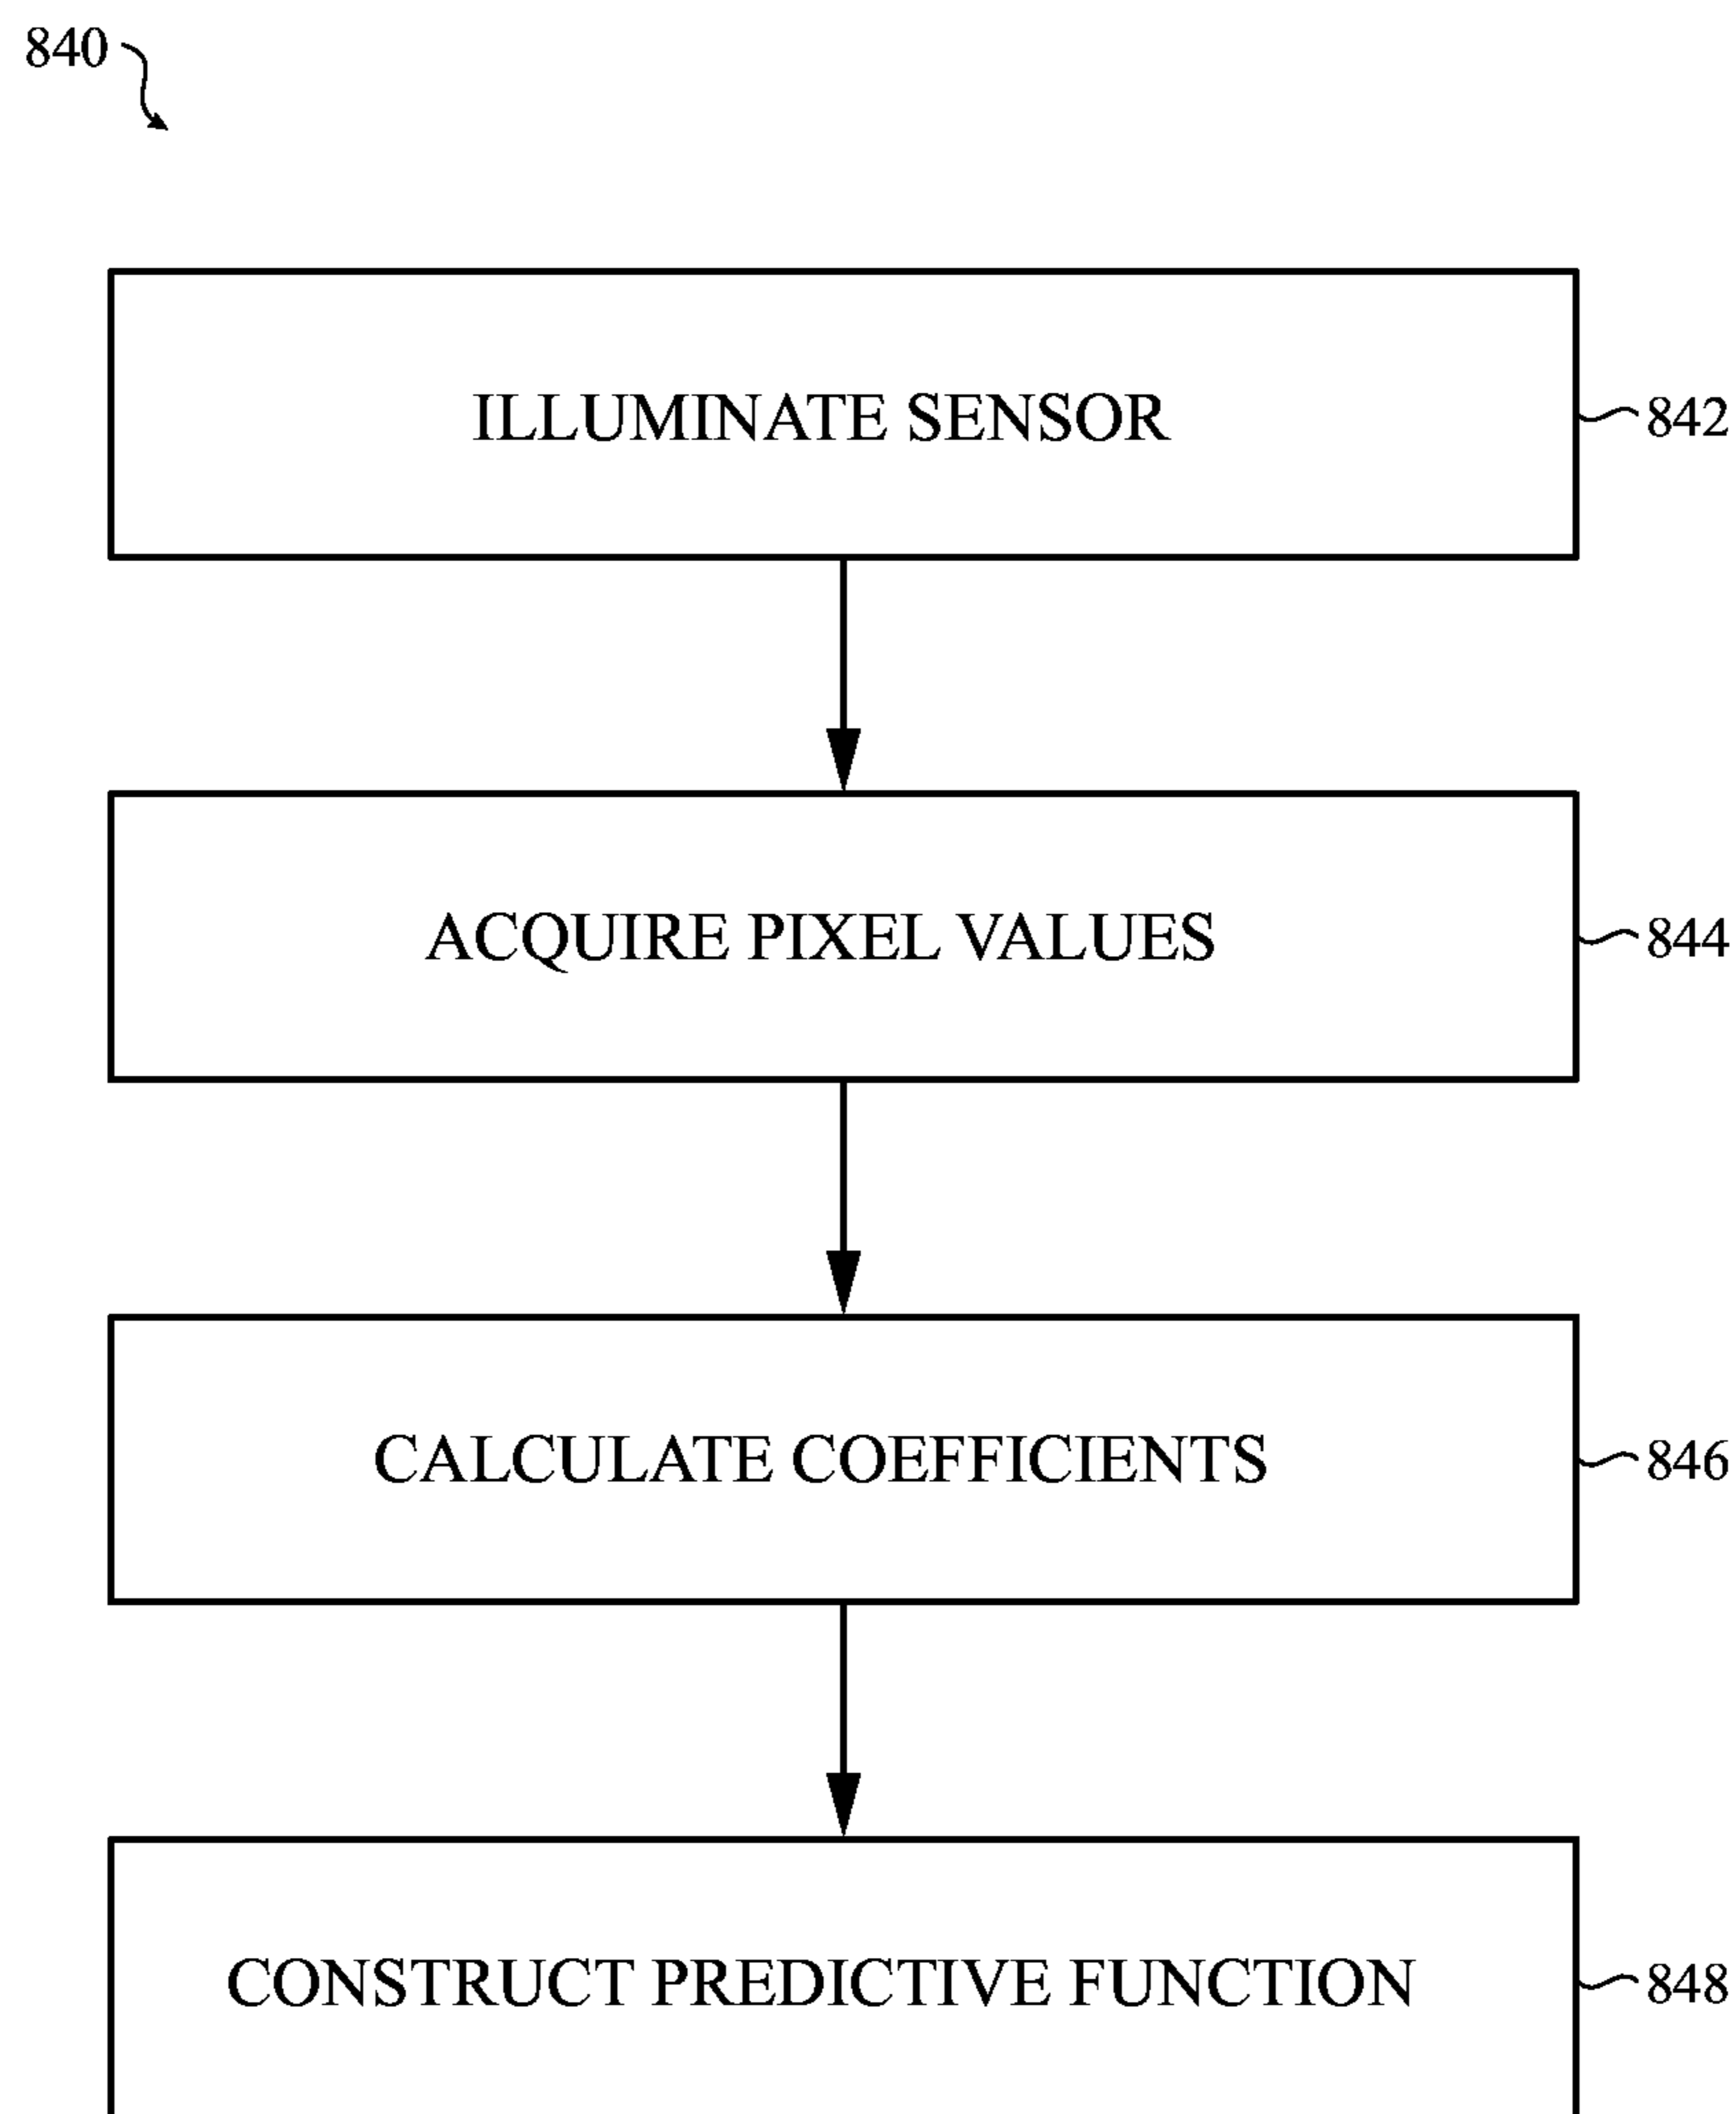 840
ILLUMINATE SENSOR
842
ACQUIRE PIXEL VALUES
844
CALCULATE COEFFICIENTS
846
CONSTRUCT PREDICTIVE FUNCTION
848